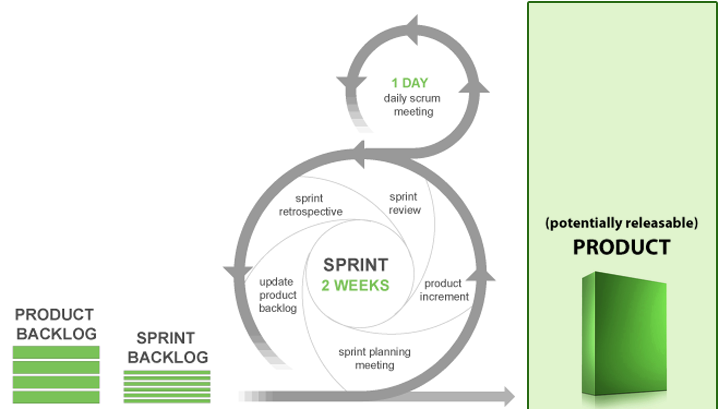 1 DAY
daily scrum
meeting
sprint
retrospective
sprint
review
SPRINT
2 WEEKS
update
product
backlog
product
increment
sprint planning
meeting
PRODUCT
BACKLOG
SPRINT
BACKLOG
(potentially releasable)
PRODUCT